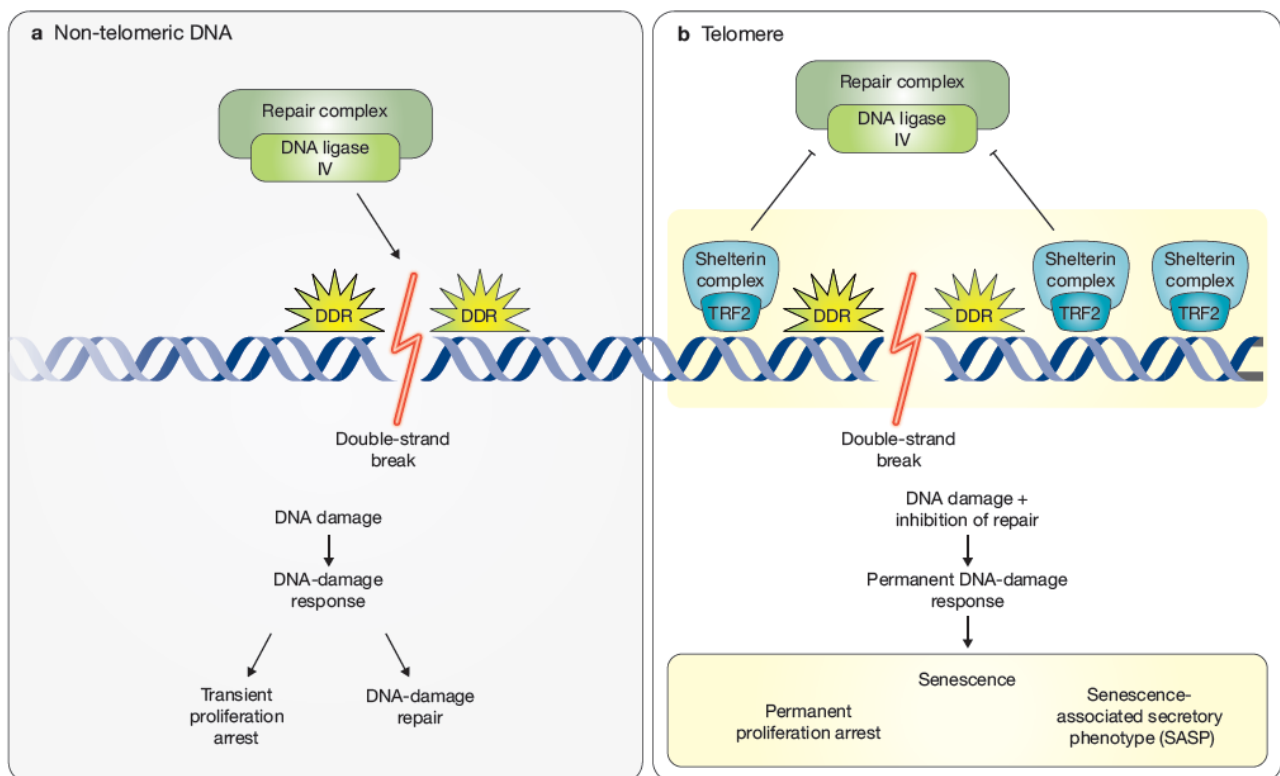 a Non-telomeric DNA
Repair complex
DNA ligase
IV
DDR
DDR
Double-strand
break
DNA damage
DNA-damage
response
Transient
proliferation
arrest
DNA-damage
repair
b Telomere
Repair complex
DNA ligase
IV
Shelterin
complex
TRF2
DDR
DDR
Shelterin
complex
TRF2
Shelterin
complex
TRF2
Double-strand
break
DNA damage +
inhibition of repair
Permanent DNA-damage
response
Senescence
Permanent
proliferation arrest
Senescence-
associated secretory
phenotype (SASP)